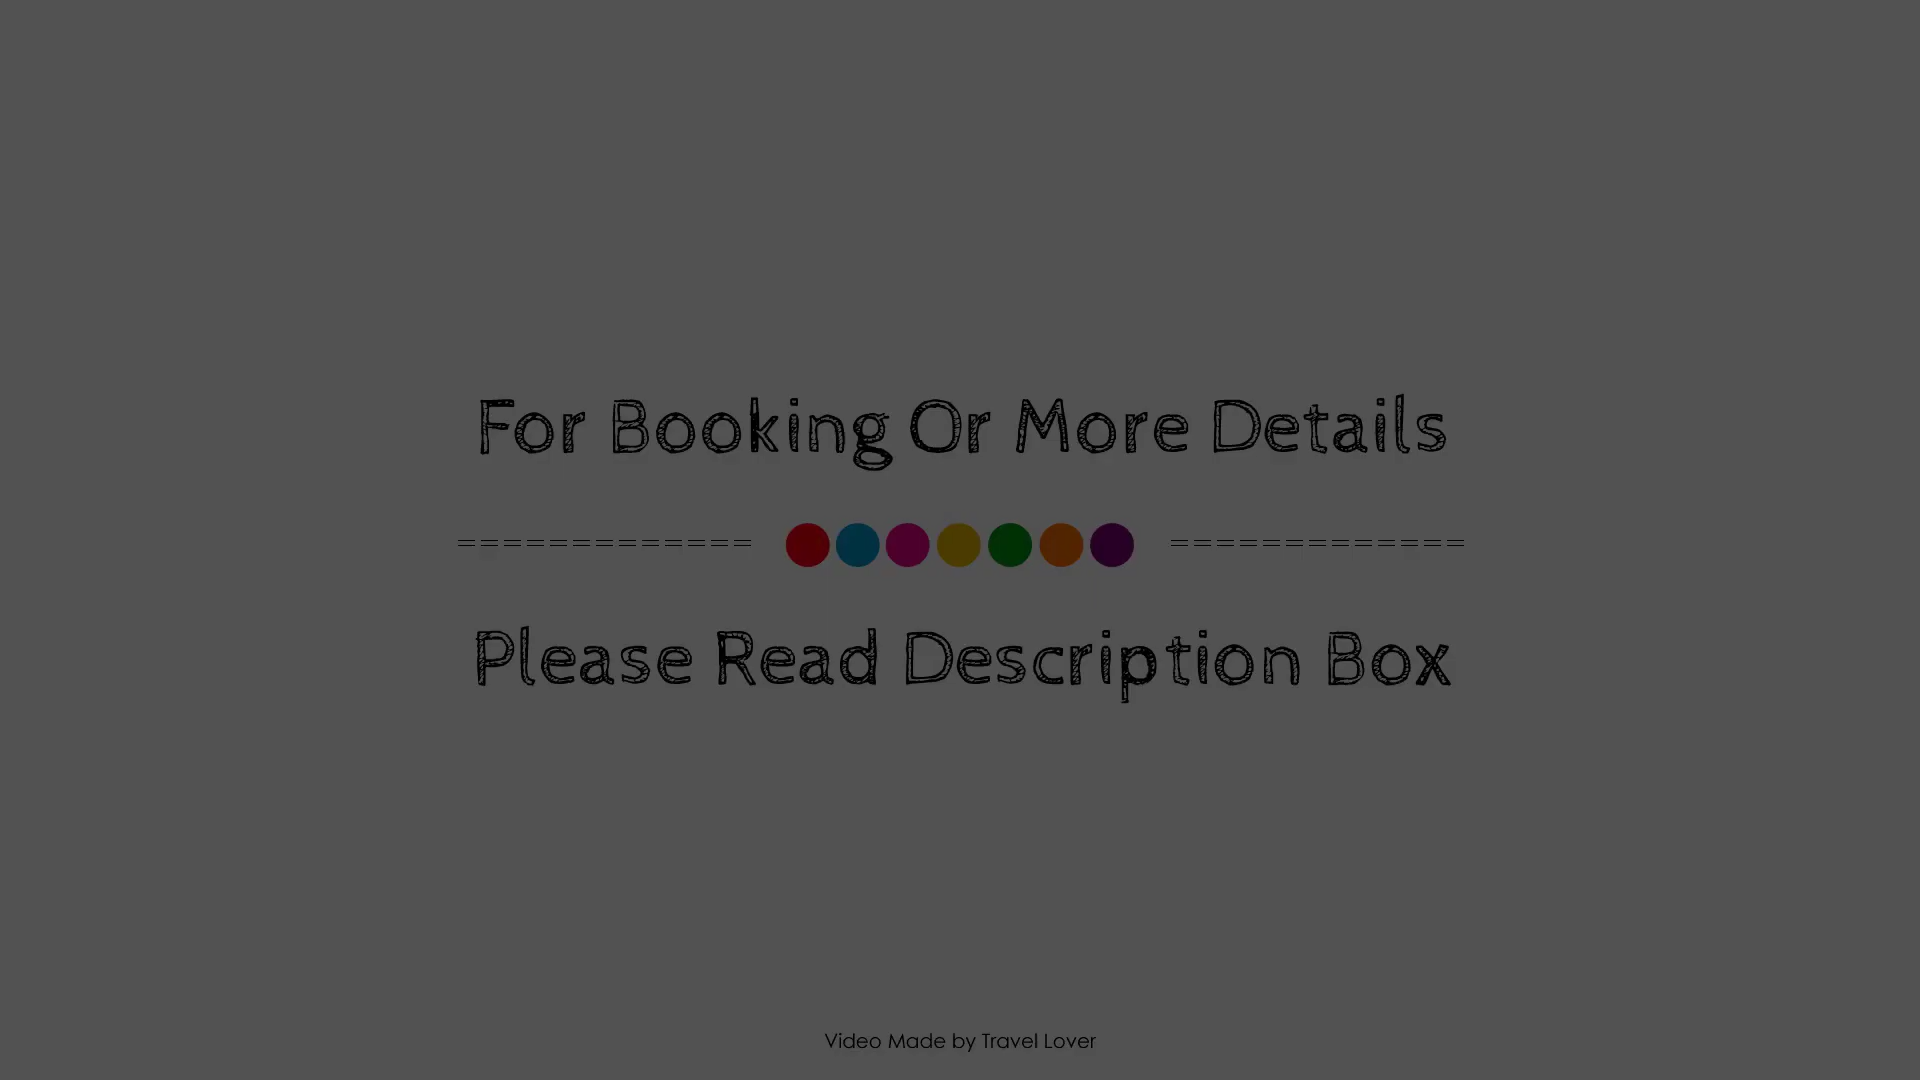 For Booking Or More Details
============= =============
Please Read Description Box
Video Made by Travel Lover